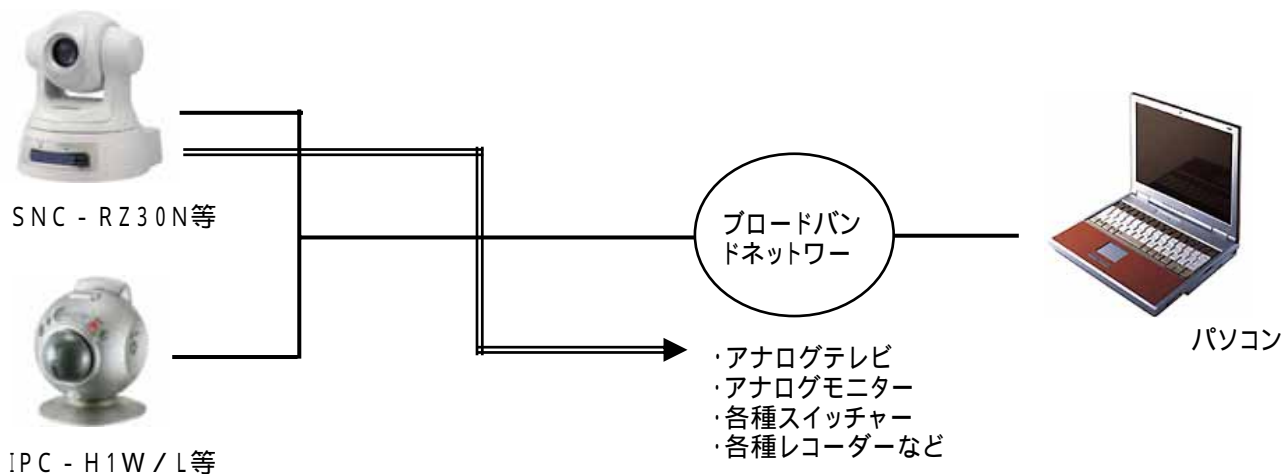 SNC-RZ30N等
ブロードバン
ドネットワー
パソコン
・アナログテレビ
・アナログモニター
・各種スイッチャー
・各種レコーダーなど
IPC-H1W/L等